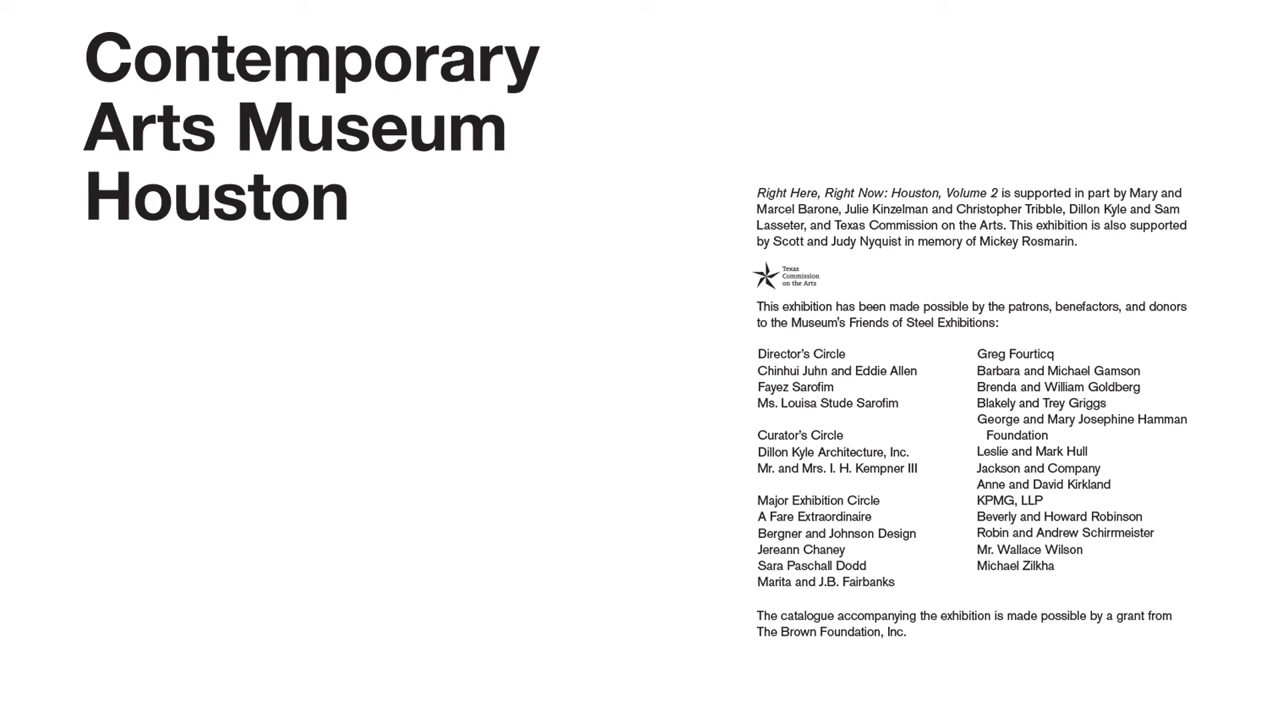 Contemporary
Arts Museum
Houston
Right Here, Right Now: Houston, Volume 2 is supported in part by Mary and
Marcel Barone, Julie Kinzelman and Christopher Tribble, Dillon Kyle and Sam
Lasseter, and Texas Commission on the Arts. This exhibition is also supported
by Scott and Judy Nyquist in memory of Mickey Rosmarin.
Texas
Commission
on the Arts
This exhibition has been made possible by the patrons, benefactors, and donors
to the Museum's Friends of Steel Exhibitions:
Director's Circle
Chinhui Juhn and Eddie Allen
Fayez Sarofim
Ms. Louisa Stude Sarofim
Curator's Circle
Dillon Kyle Architecture, Inc.
Mr. and Mrs. I. H. Kempner III
Major Exhibition Circle
A Fare Extraordinaire
Bergner and Johnson Design
Jereann Chaney
Sara Paschall Dodd
Marita and J.B. Fairbanks
Greg Fourticq
Barbara and Michael Gamson
Brenda and William Goldberg
Blakely and Trey Griggs
George and Mary Josephine Hamman
Foundation
Leslie and Mark Hull
Jackson and Company
Anne and David Kirkland
KPMG, LLP
Beverly and Howard Robinson
Robin and Andrew Schirrmeister
Mr. Wallace Wilson
Michael Zilkha
The catalogue accompanying the exhibition is made possible by a grant from
The Brown Foundation, Inc.